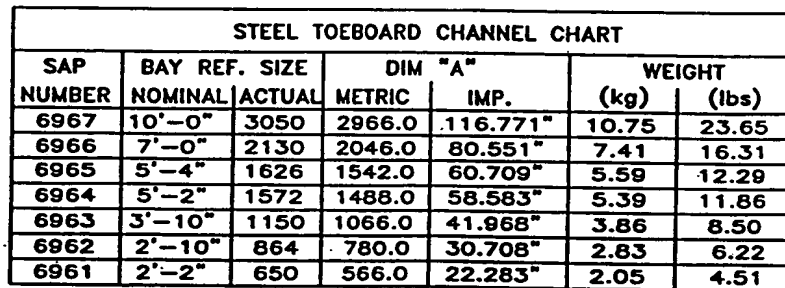 STEEL TOEBOARD CHANNEL CHART
SAP NUMBER BAY REF. SIZE DIM "A" WEIGHT
NOMINAL ACTUAL METRIC IMP. (kg) (lbs)
6967 10'-0" 3050 2966.0 116.771" 10.75 23.65
6966 7'-0" 2130 2046.0 80.551" 7.41 16.31
6965 5'-4" 1626 1542.0 60.709" 5.59 12.29
6964 5'-2" 1572 1488.0 58.583" 5.39 11.86
6963 3'-10" 1150 1066.0 41.968" 3.86 8.50
6962 2'-10" 864 780.0 30.708" 2.83 6.22
6961 2'-2" 650 566.0 22.283" 2.05 4.51